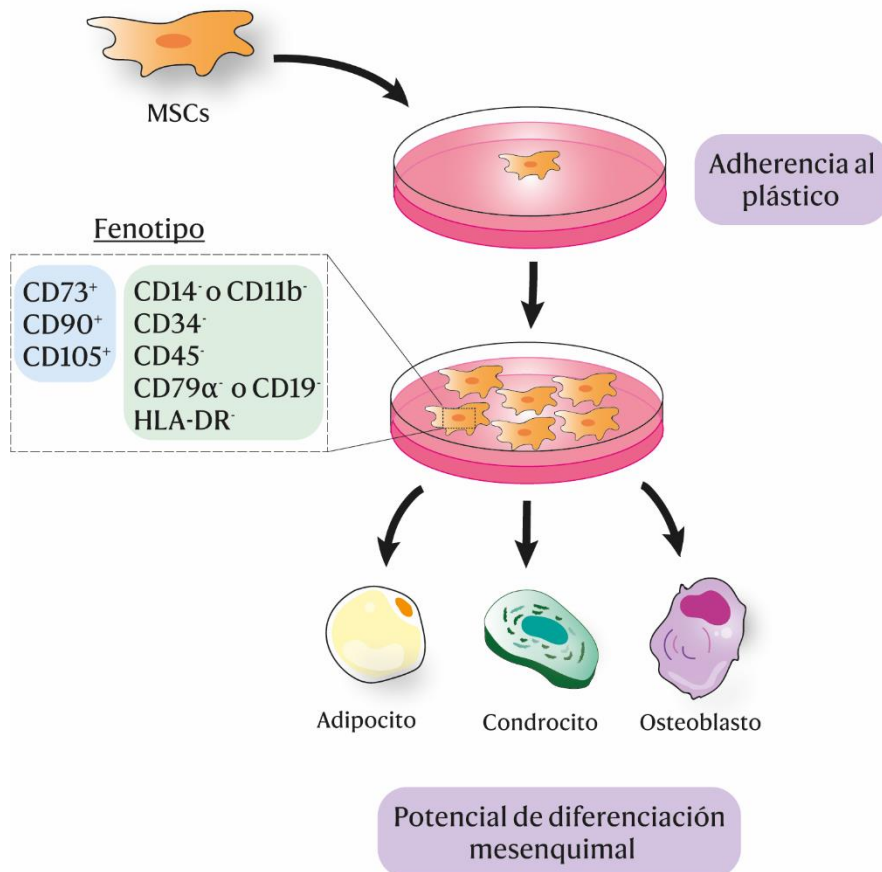 MSCs
Adherencia al
plástico
Fenotipo
CD73⁺
CD90⁺
CD105⁺
CD14⁻ o CD11b⁻
CD34⁻
CD45⁻
CD79α⁻ o CD19⁻
HLA-DR⁻
Adipocito
Condrocito
Osteoblasto
Potencial de diferenciación
mesenquimal